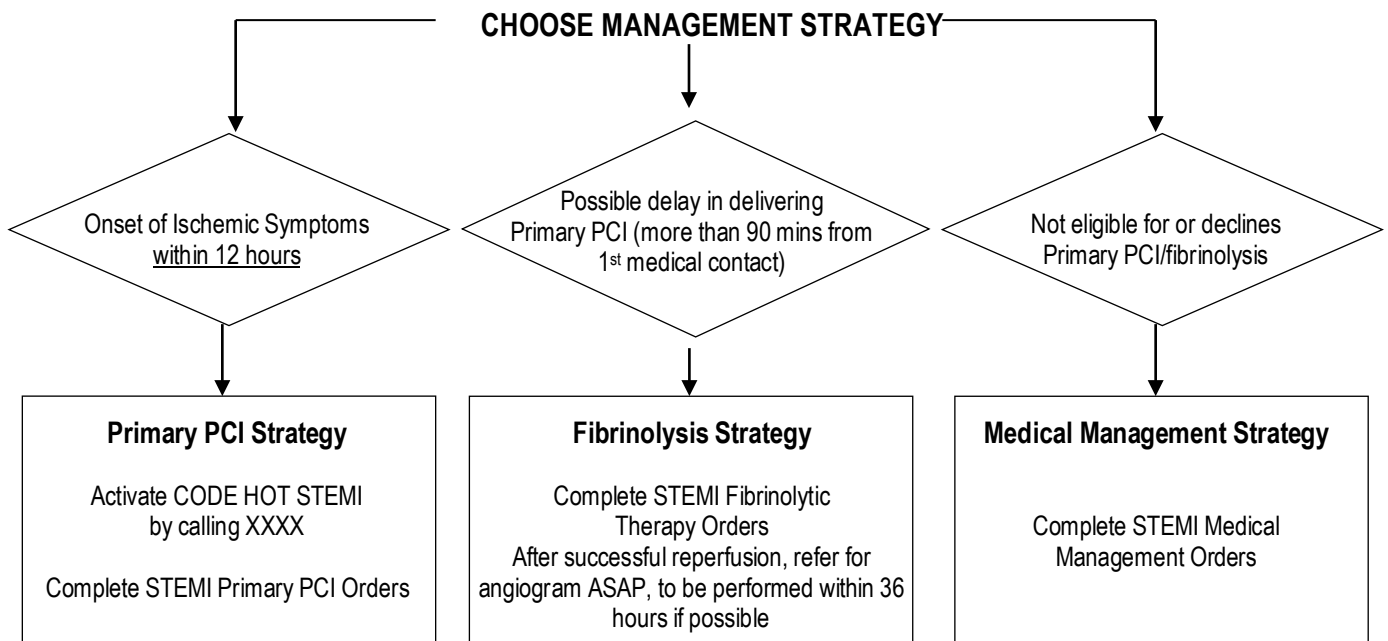 CHOOSE MANAGEMENT STRATEGY
Onset of Ischemic Symptoms
within 12 hours
Possible delay in delivering
Primary PCI (more than 90 mins from
1st medical contact)
Not eligible for or declines
Primary PCI/fibrinolysis
Primary PCI Strategy
Activate CODE HOT STEMI
by calling XXXX
Complete STEMI Primary PCI Orders
Fibrinolysis Strategy
Complete STEMI Fibrinolytic
Therapy Orders
After successful reperfusion, refer for
angiogram ASAP, to be performed within 36
hours if possible
Medical Management Strategy
Complete STEMI Medical
Management Orders